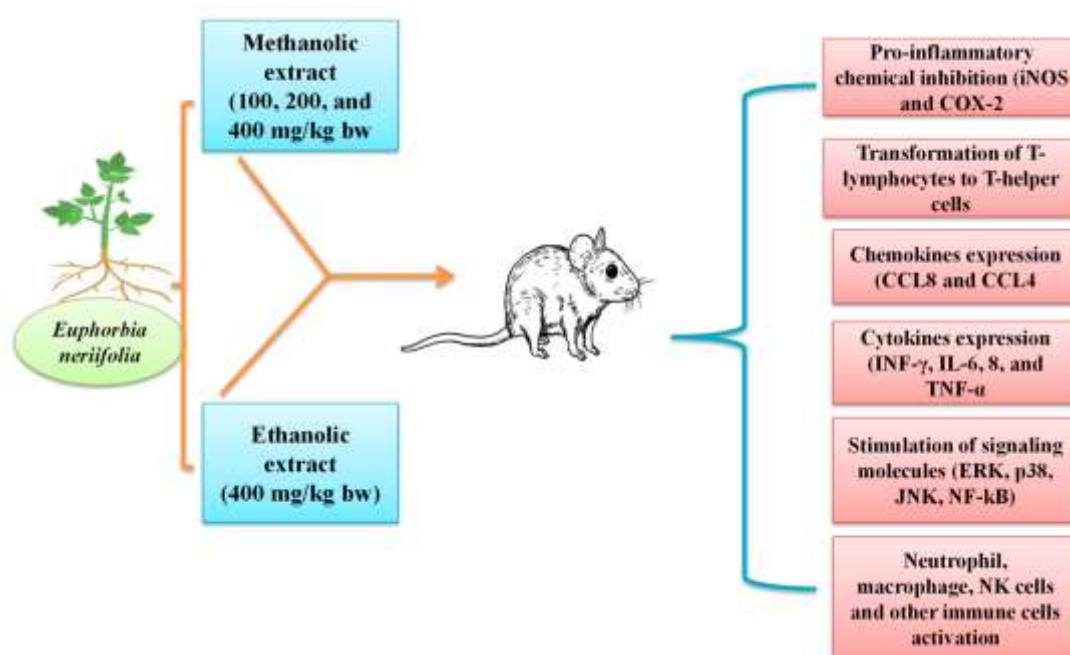 Methanolic
extract
(100, 200, and
400 mg/kg bw
Euphorbia
neriifolia
Ethanolic
extract
(400 mg/kg bw)
Pro-inflammatory
chemical inhibition (iNOS
and COX-2
Transformation of T-
lymphocytes to T-helper
cells
Chemokines expression
(CCL8 and CCL4
Cytokines expression
(INF-γ, IL-6, 8, and
TNF-α
Stimulation of signaling
molecules (ERK, p38,
JNK, NF-kB)
Neutrophil,
macrophage, NK cells
and other immune cells
activation